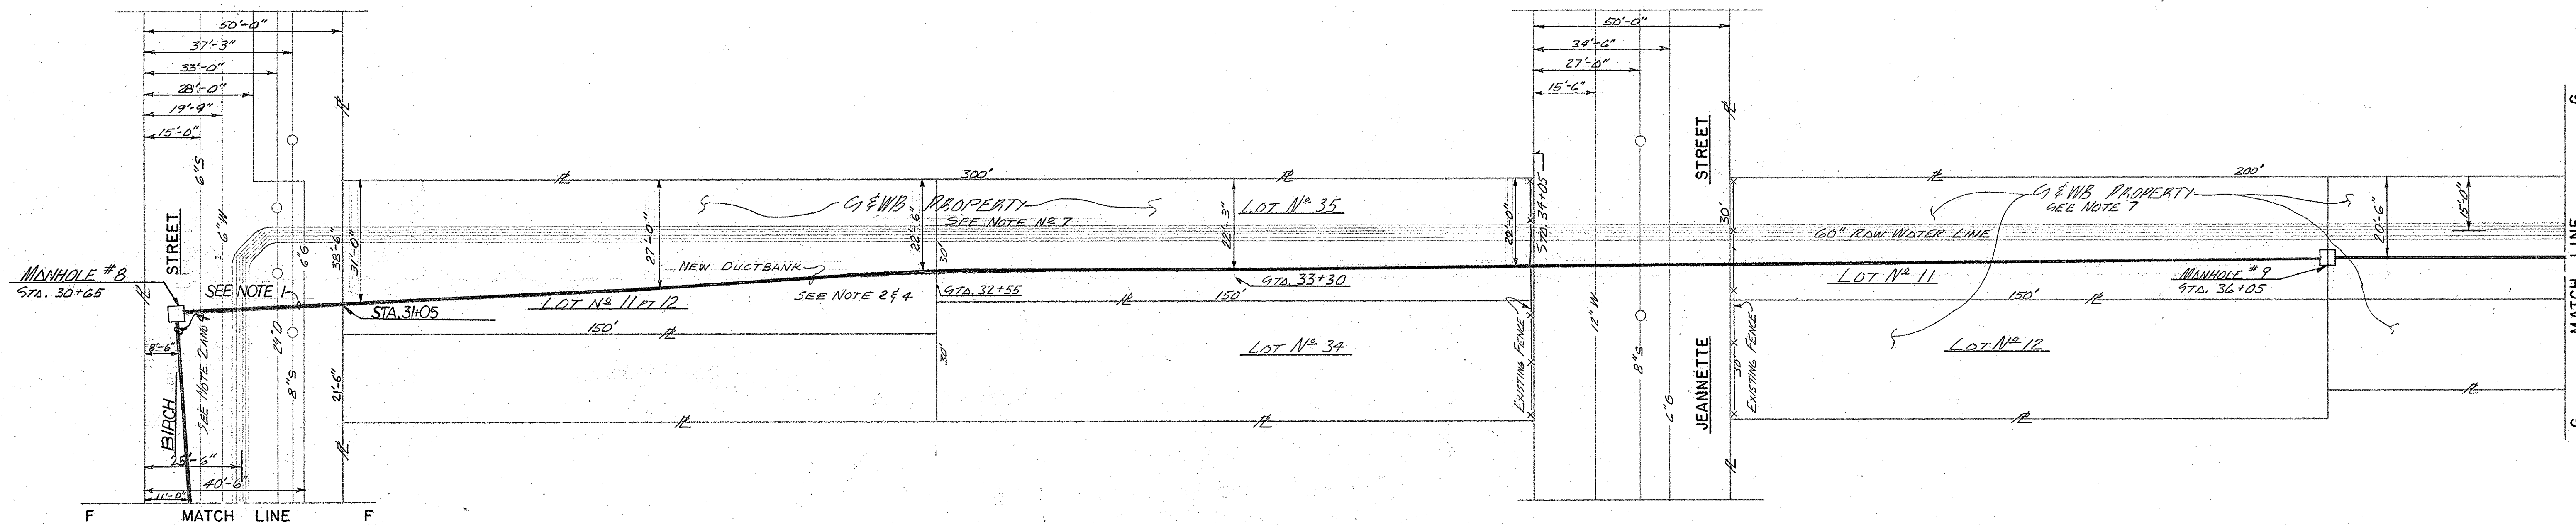 50'-0"
37'-3"
33'-0"
28'-0"
19'-9"
15'-0"
6"S
6"W
6"G
24"D
8"S
STREET
BIRCH
MANHOLE #8
STA. 30+65
SEE NOTE 1
SEE NOTE 2 AND 4
8'-6"
25'-6"
40'-6"
11'-0"
F MATCH LINE F
38'-6"
31'-0"
21'-6"
STA. 31+05
27'-0"
NEW DUCTBANK
SEE NOTE 2 & 4
LOT Nº 11 PT 12
150'
300'
S&WB PROPERTY
SEE NOTE Nº 7
22'-6"
30'
30'
STA. 32+55
LOT Nº 35
22'-3"
STA. 33+30
150'
LOT Nº 34
22'-0"
STA. 34+05
EXISTING FENCE
50'-0"
34'-6"
27'-0"
15'-6"
STREET
JEANNETTE
12"W
8"S
6"G
30'
30'
EXISTING FENCE
300'
S&WB PROPERTY
SEE NOTE 7
60" RAW WATER LINE
LOT Nº 11
150'
LOT Nº 12
MANHOLE #9
STA. 36+05
20'-6"
15'-0"
G MATCH LINE G